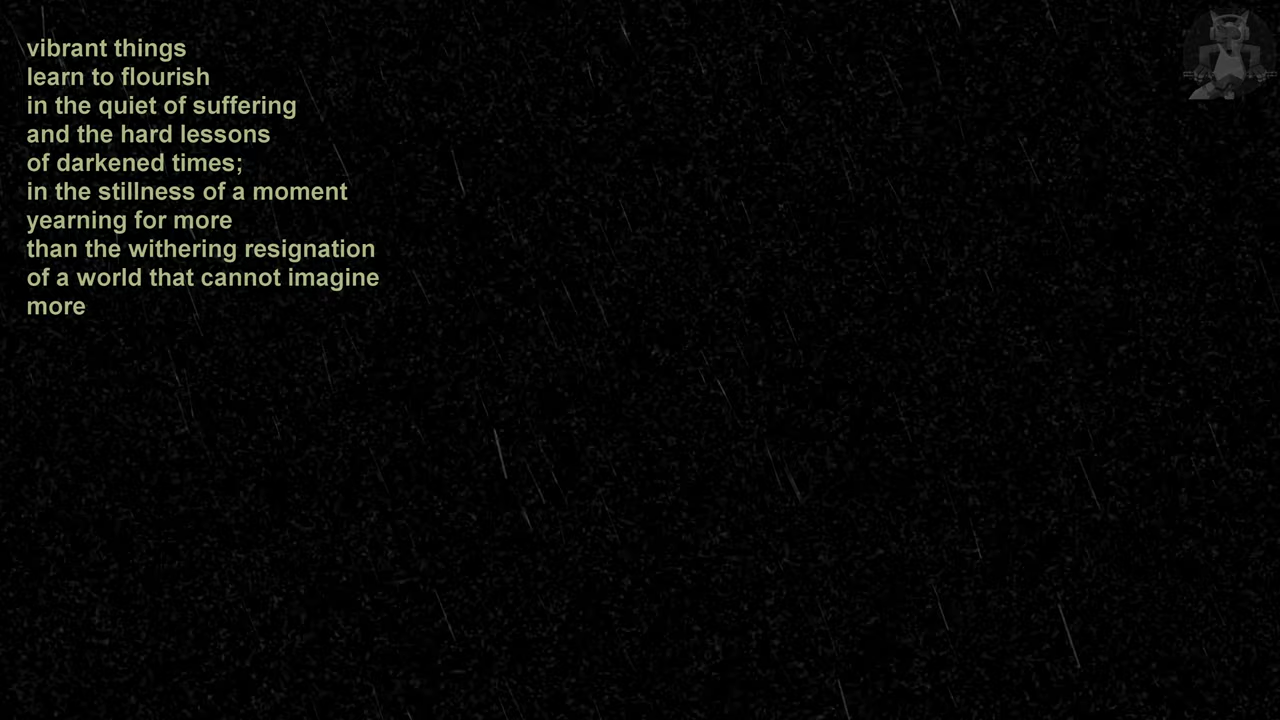 vibrant things
learn to flourish
in the quiet of suffering
and the hard lessons
of darkened times;
in the stillness of a moment
yearning for more
than the withering resignation
of a world that cannot imagine
more